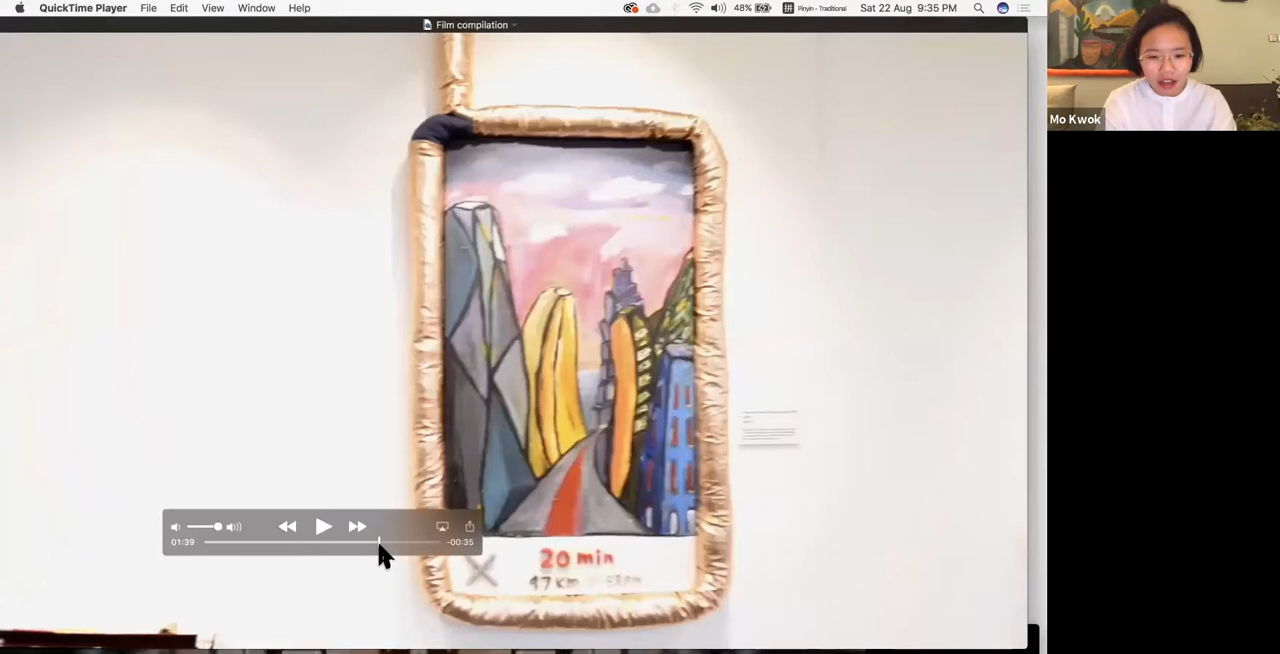 QuickTime Player File Edit View Window Help 48% Pinyin - Traditional Sat 22 Aug 9:35 PM
Film compilation
Mo Kwok
01:39 -00:35
20 min
47 km